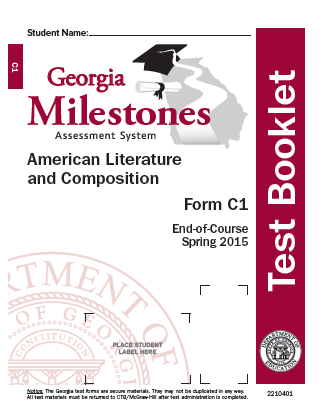 Student Name:
C1
Georgia
Milestones
Assessment System
American Literature
and Composition
Form C1
End-of-Course
Spring 2015
Test Booklet
PLACE STUDENT
LABEL HERE
CONSTITUTION
DEPARTMENT OF
EDUCATION
Notice: The Georgia test forms are secure materials. They may not be duplicated in any way.
All test materials must be returned to CTB/McGraw-Hill after test administration is completed.
2210401